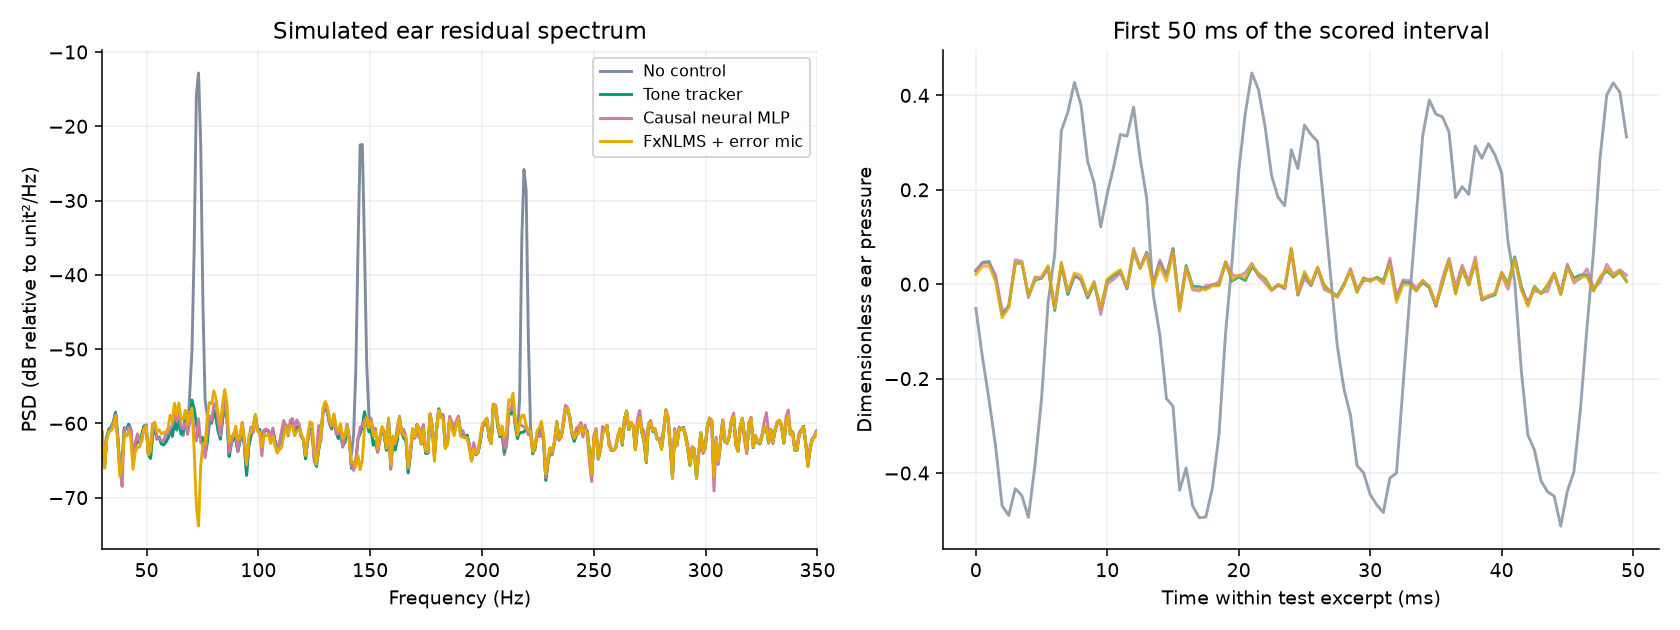 Simulated ear residual spectrum
−10
−20
−30
−40
−50
−60
−70
PSD (dB relative to unit²/Hz)
No control
Tone tracker
Causal neural MLP
FxNLMS + error mic
50
100
150
200
250
300
350
Frequency (Hz)
First 50 ms of the scored interval
0.4
0.2
0.0
−0.2
−0.4
Dimensionless ear pressure
0
10
20
30
40
50
Time within test excerpt (ms)